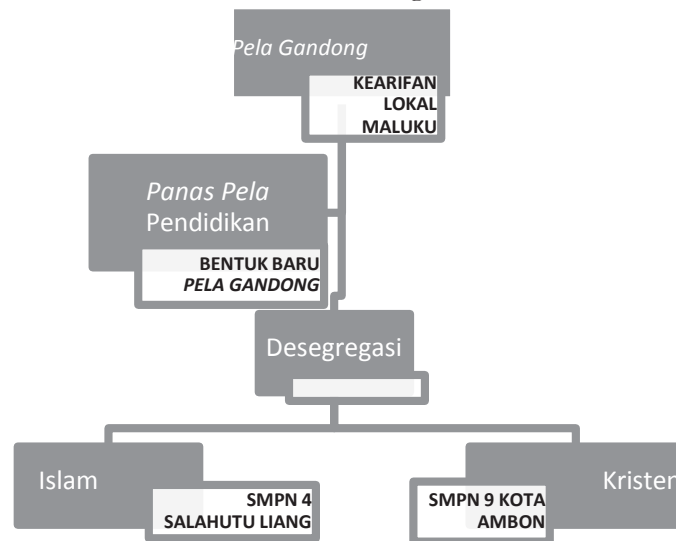 Pela Gandong
KEARIFAN
LOKAL
MALUKU
Panas Pela
Pendidikan
BENTUK BARU
PELA GANDONG
Desegregasi
Islam
SMPN 4
SALAHUTU LIANG
SMPN 9 KOTA
AMBON
Kristen